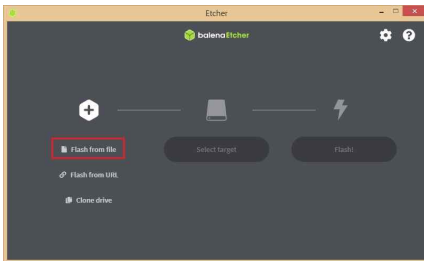 Etcher
balenaEtcher
Flash from file
Select target
Flash!
Flash from URL
Clone drive